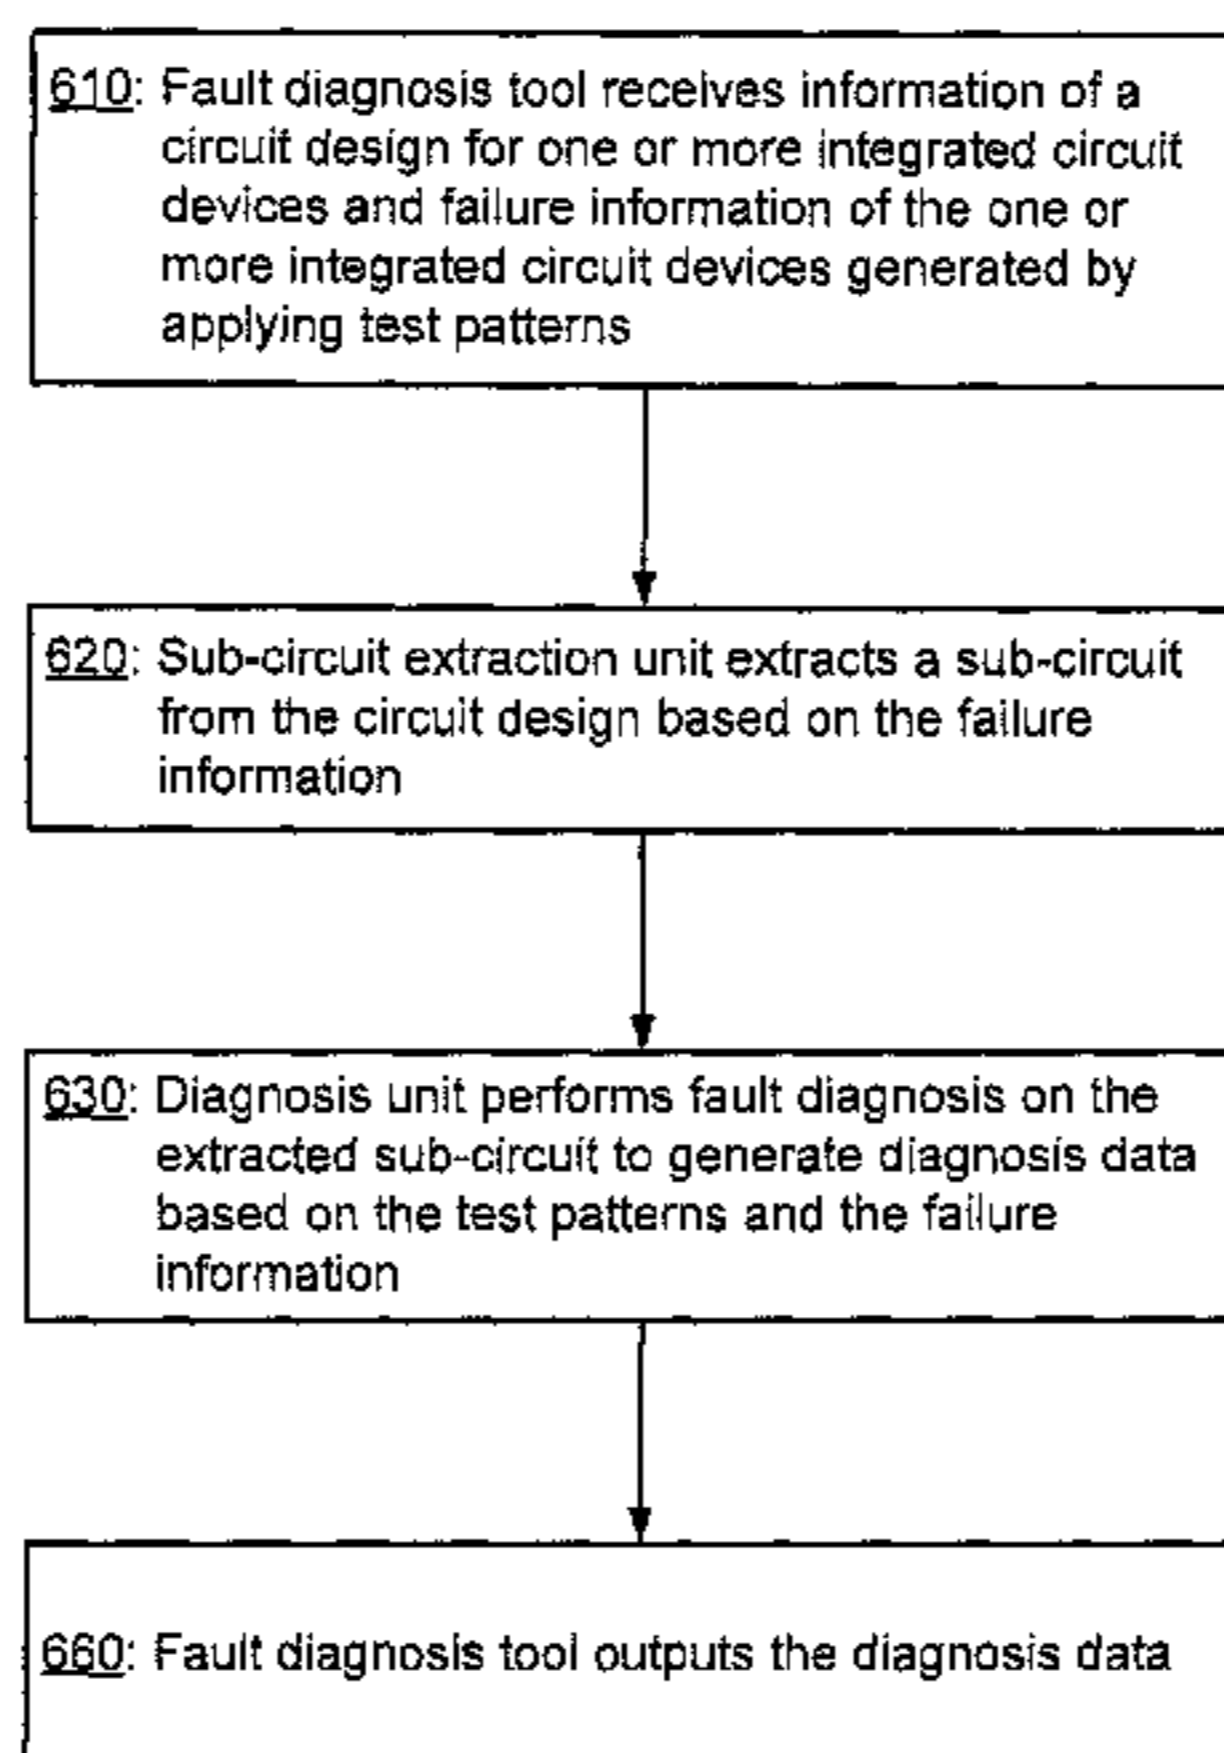 610: Fault diagnosis tool receives information of a
circuit design for one or more integrated circuit
devices and failure information of the one or
more integrated circuit devices generated by
applying test patterns
620: Sub-circuit extraction unit extracts a sub-circuit
from the circuit design based on the failure
information
630: Diagnosis unit performs fault diagnosis on the
extracted sub-circuit to generate diagnosis data
based on the test patterns and the failure
information
660: Fault diagnosis tool outputs the diagnosis data